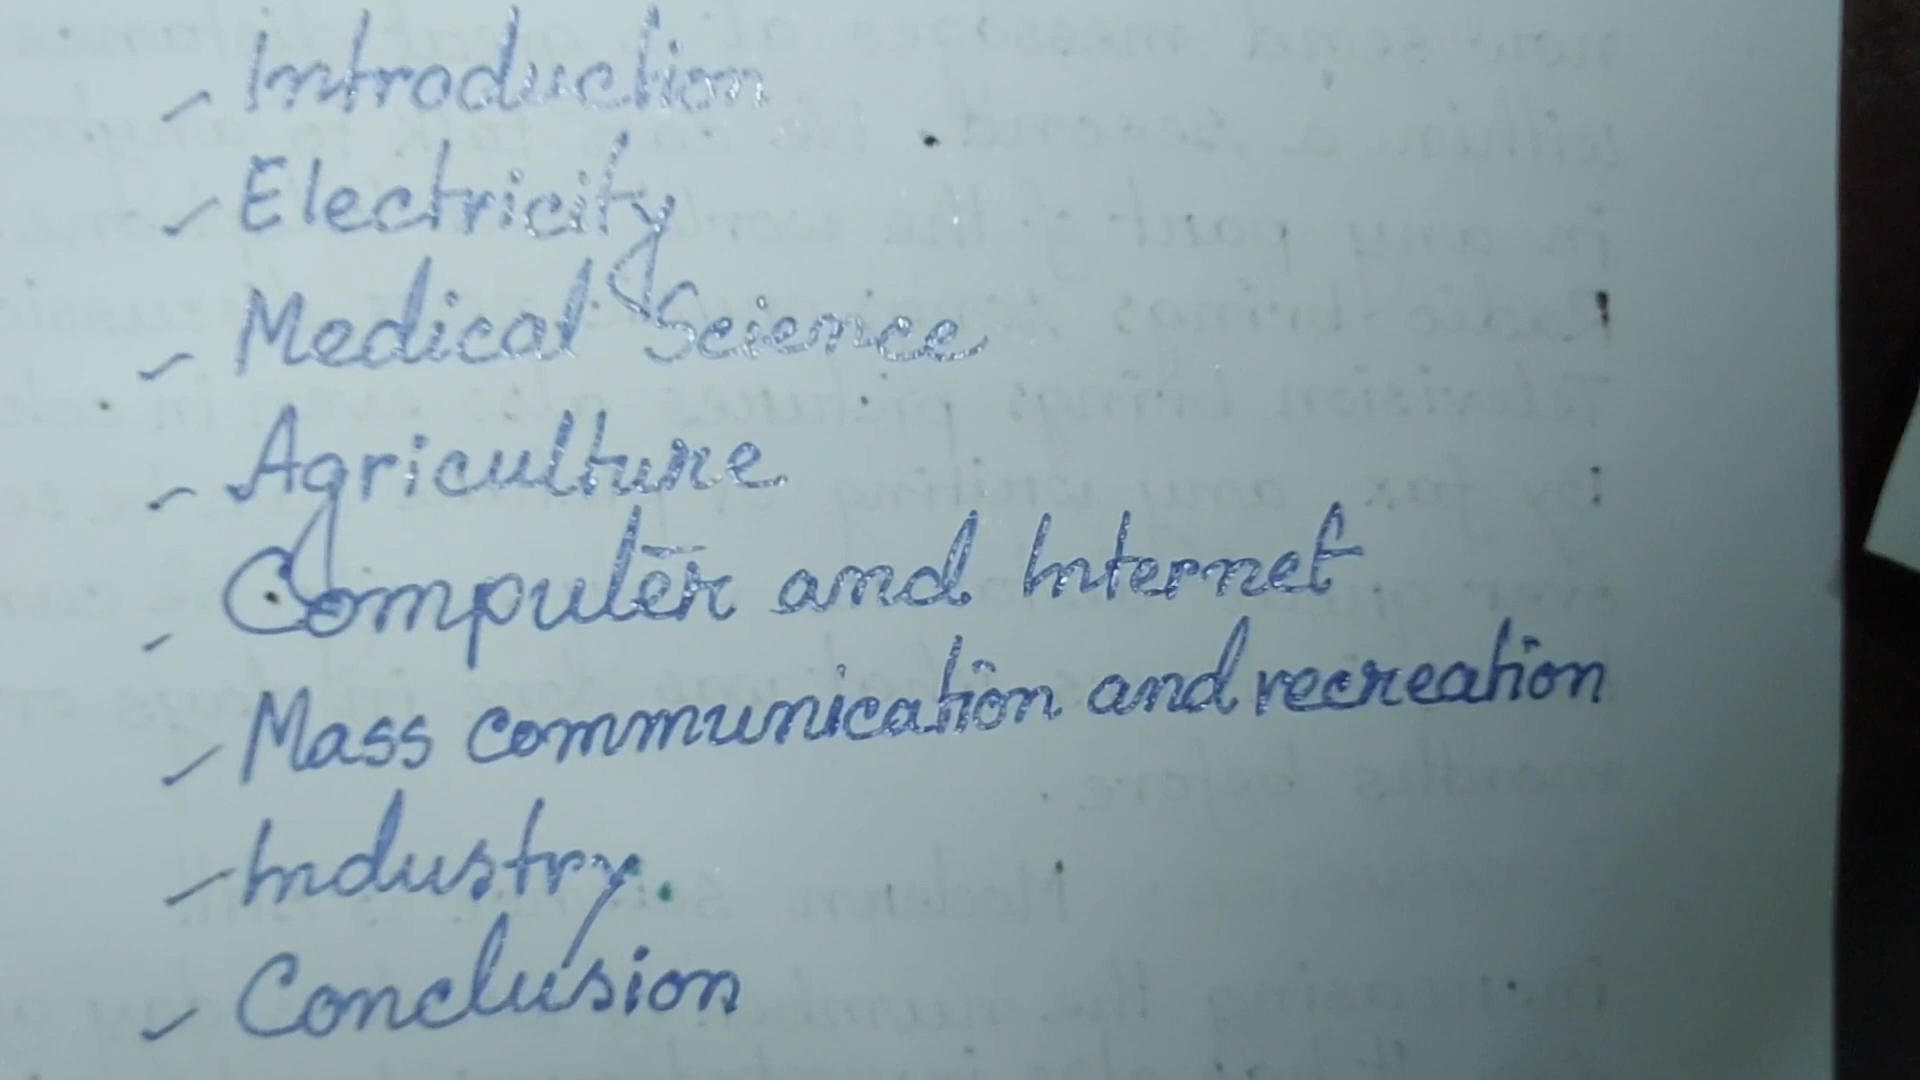 - Introduction
- Electricity
- Medical Science
- Agriculture
- Computer and Internet
- Mass communication and recreation
- Industry.
- Conclusion